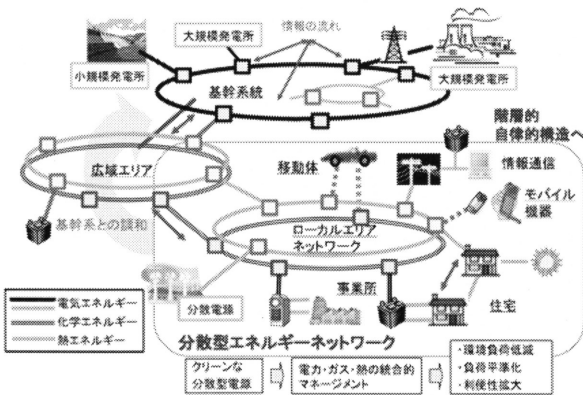 大規模発電所
情報の流れ
小規模発電所
基幹系統
大規模発電所
階層的
自律的構造へ
広域エリア
移動体
情報通信
モバイル
機器
基幹系との調和
ローカルエリア
ネットワーク
分散電源
事業所
住宅
電気エネルギー
化学エネルギー
熱エネルギー
分散型エネルギーネットワーク
クリーンな
分散型電源
電力・ガス・熱の統合的
マネージメント
・環境負荷低減
・負荷平準化
・利便性拡大